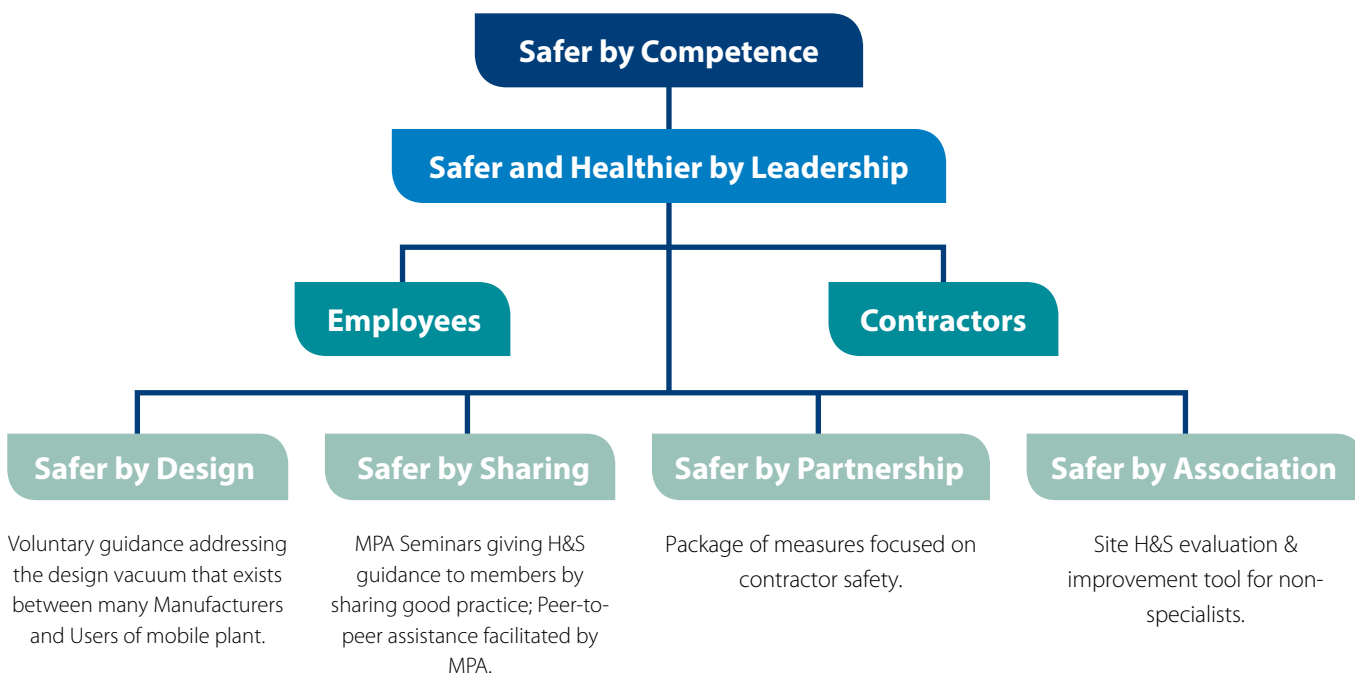 Safer by Competence
Safer and Healthier by Leadership
Employees
Contractors
Safer by Design
Voluntary guidance addressing
the design vacuum that exists
between many Manufacturers
and Users of mobile plant.
Safer by Sharing
MPA Seminars giving H&S
guidance to members by
sharing good practice; Peer-to-
peer assistance facilitated by
MPA.
Safer by Partnership
Package of measures focused on
contractor safety.
Safer by Association
Site H&S evaluation &
improvement tool for non-
specialists.